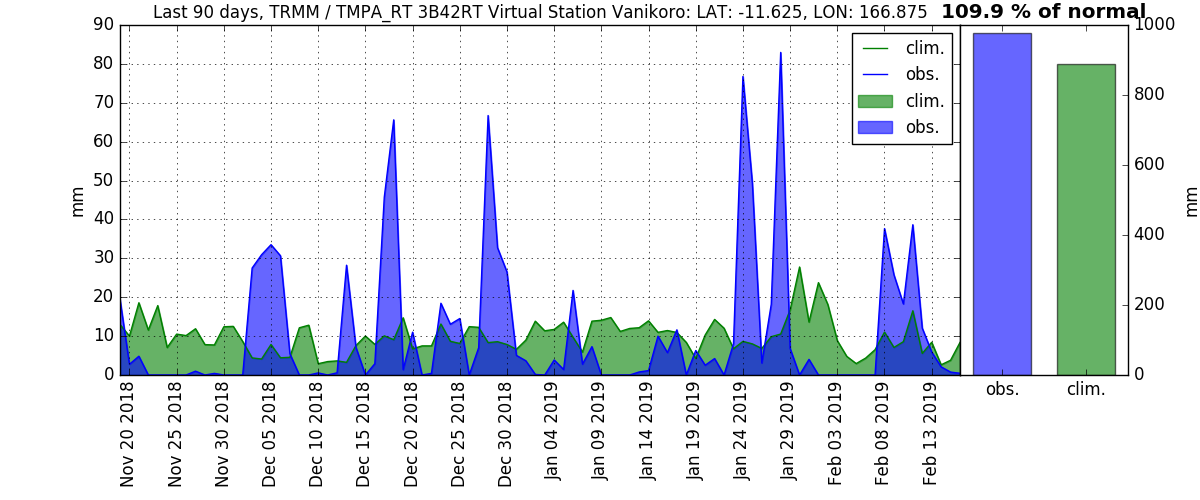 Last 90 days, TRMM / TMPA_RT 3B42RT Virtual Station Vanikoro: LAT: -11.625, LON: 166.875 109.9 % of normal
90
80
70
60
50
40
30
20
10
0
mm
clim.
obs.
clim.
obs.
Nov 20 2018
Nov 25 2018
Nov 30 2018
Dec 05 2018
Dec 10 2018
Dec 15 2018
Dec 20 2018
Dec 25 2018
Dec 30 2018
Jan 04 2019
Jan 09 2019
Jan 14 2019
Jan 19 2019
Jan 24 2019
Jan 29 2019
Feb 03 2019
Feb 08 2019
Feb 13 2019
1000
800
600
400
200
0
mm
obs.
clim.